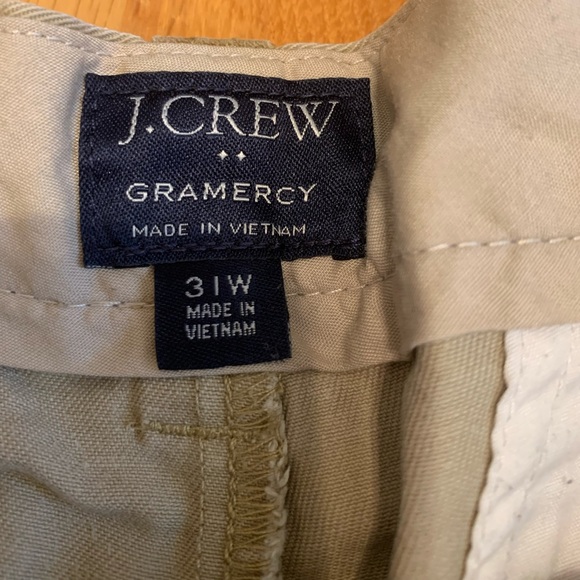 J.CREW
GRAMERCY
MADE IN VIETNAM
31W
MADE IN
VIETNAM